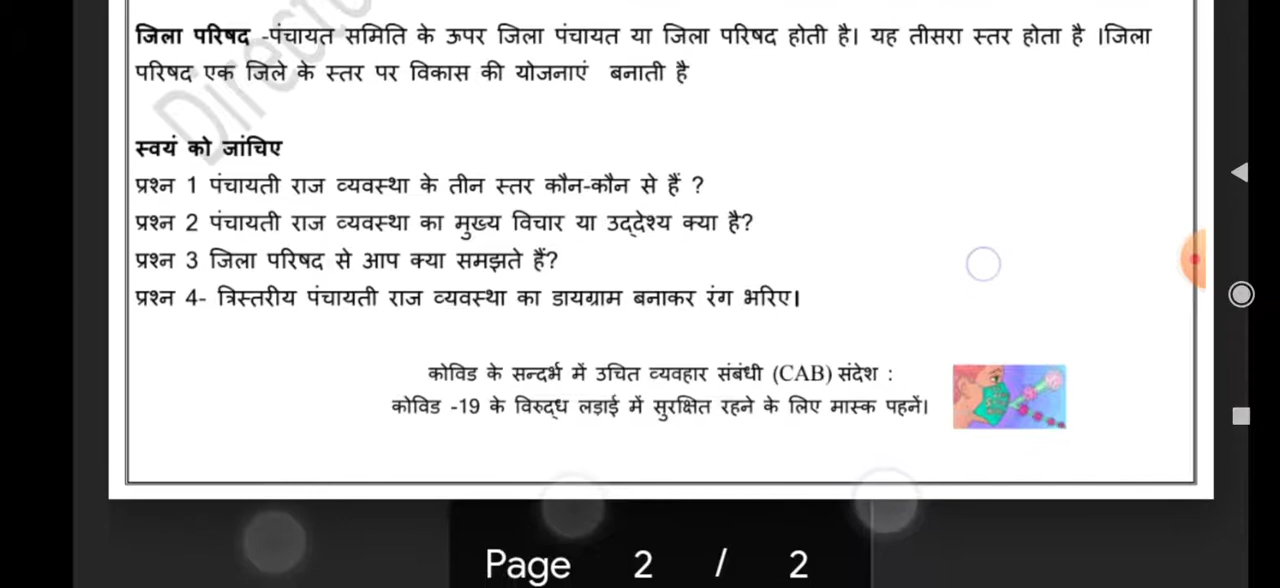 जिला परिषद -पंचायत समिति के ऊपर जिला पंचायत या जिला परिषद होती है। यह तीसरा स्तर होता है ।जिला
परिषद एक जिले के स्तर पर विकास की योजनाएं बनाती है
स्वयं को जांचिए
प्रश्न 1 पंचायती राज व्यवस्था के तीन स्तर कौन-कौन से हैं ?
प्रश्न 2 पंचायती राज व्यवस्था का मुख्य विचार या उद्देश्य क्या है?
प्रश्न 3 जिला परिषद से आप क्या समझते हैं?
प्रश्न 4- त्रिस्तरीय पंचायती राज व्यवस्था का डायग्राम बनाकर रंग भरिए।
कोविड के सन्दर्भ में उचित व्यवहार संबंधी (CAB) संदेश :
कोविड -19 के विरुद्ध लड़ाई में सुरक्षित रहने के लिए मास्क पहनें।
Page 2 / 2